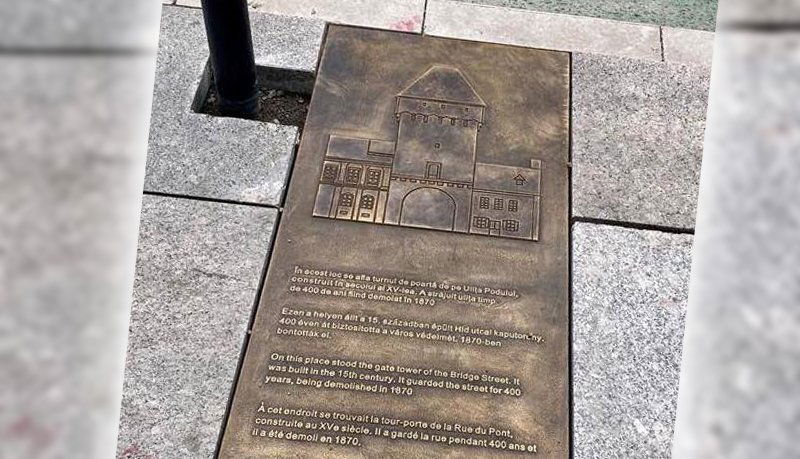 În acest loc se afla turnul de poartă de pe Ulița Podului,
construit în secolul al XV-lea. A străjuit ulița timp
de 400 de ani fiind demolat în 1870
Ezen a helyen állt a 15. században épült Híd utcai kaputorony.
400 éven át biztosította a város védelmét. 1870-ben
bontották el.
On this place stood the gate tower of the Bridge Street. It
was built in the 15th century. It guarded the street for 400
years, being demolished in 1870
À cet endroit se trouvait la tour-porte de la Rue du Pont,
construite au XVe siècle. Il a gardé la rue pendant 400 ans et
il a été demoli en 1870.